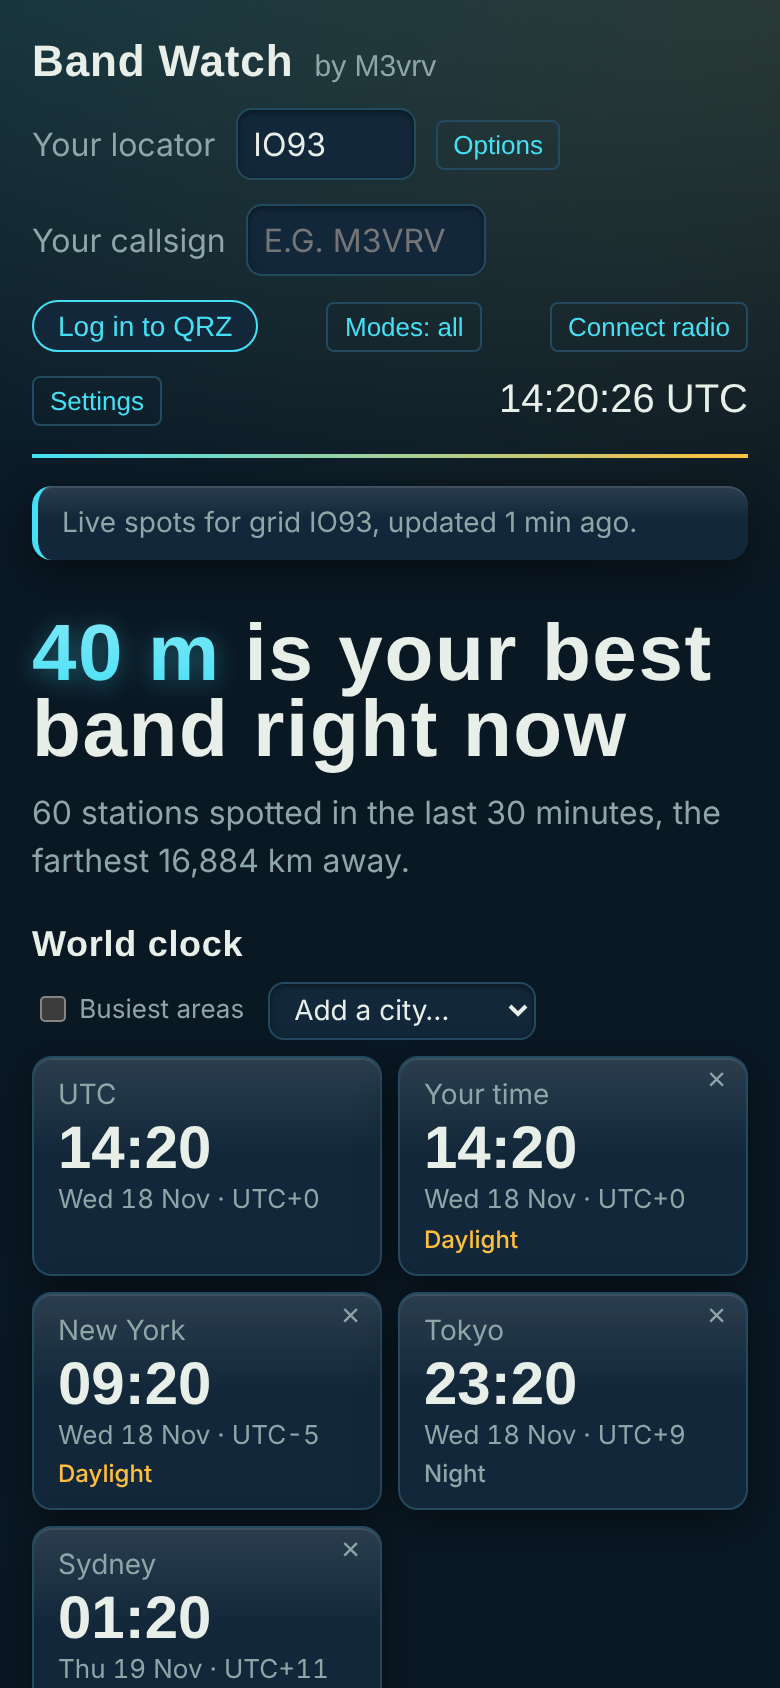 Band Watch by M3vrv
Your locator IO93 Options
Your callsign E.G. M3VRV
Log in to QRZ Modes: all Connect radio
Settings 14:20:26 UTC
Live spots for grid IO93, updated 1 min ago.
40 m is your best
band right now
60 stations spotted in the last 30 minutes, the
farthest 16,884 km away.
World clock
Busiest areas Add a city...
UTC
14:20
Wed 18 Nov · UTC+0
Your time ×
14:20
Wed 18 Nov · UTC+0
Daylight
New York ×
09:20
Wed 18 Nov · UTC-5
Daylight
Tokyo ×
23:20
Wed 18 Nov · UTC+9
Night
Sydney ×
01:20
Thu 19 Nov · UTC+11